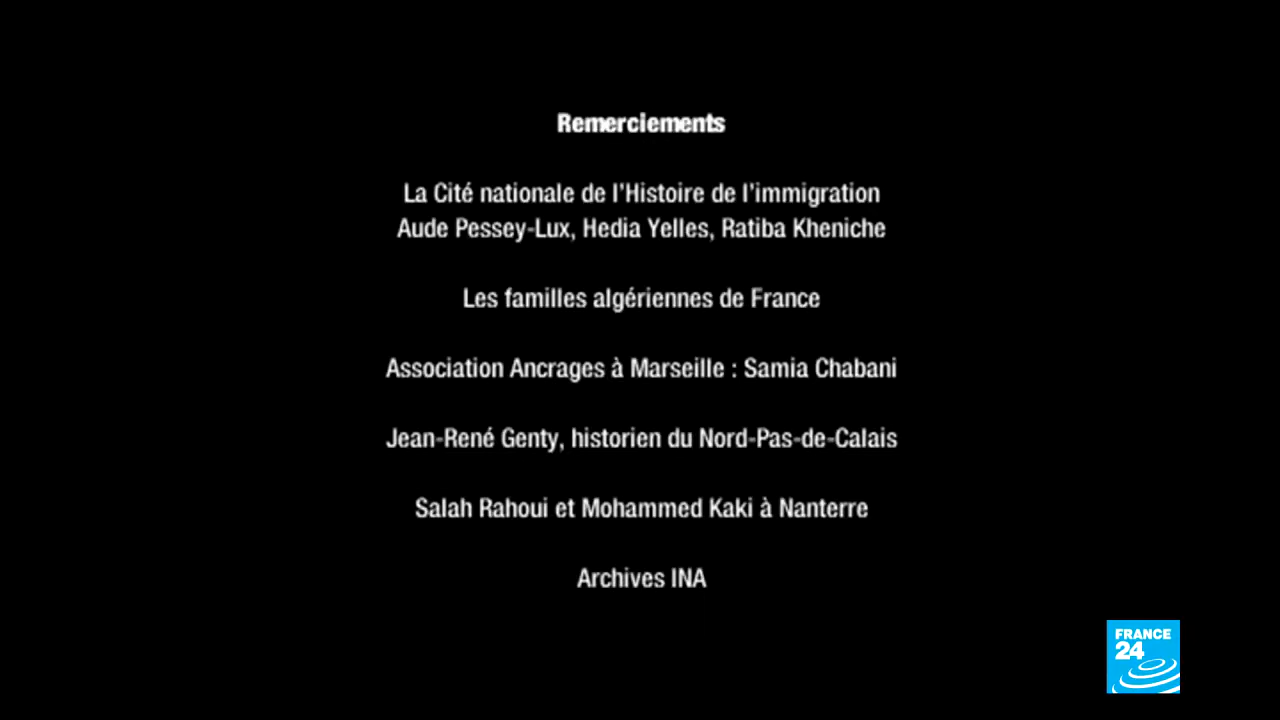 Remerciements
La Cité nationale de l'Histoire de l'immigration
Aude Pessey-Lux, Hedia Yelles, Ratiba Kheniche
Les familles algériennes de France
Association Ancrages à Marseille : Samia Chabani
Jean-René Genty, historien du Nord-Pas-de-Calais
Salah Rahoui et Mohammed Kaki à Nanterre
Archives INA
FRANCE
24